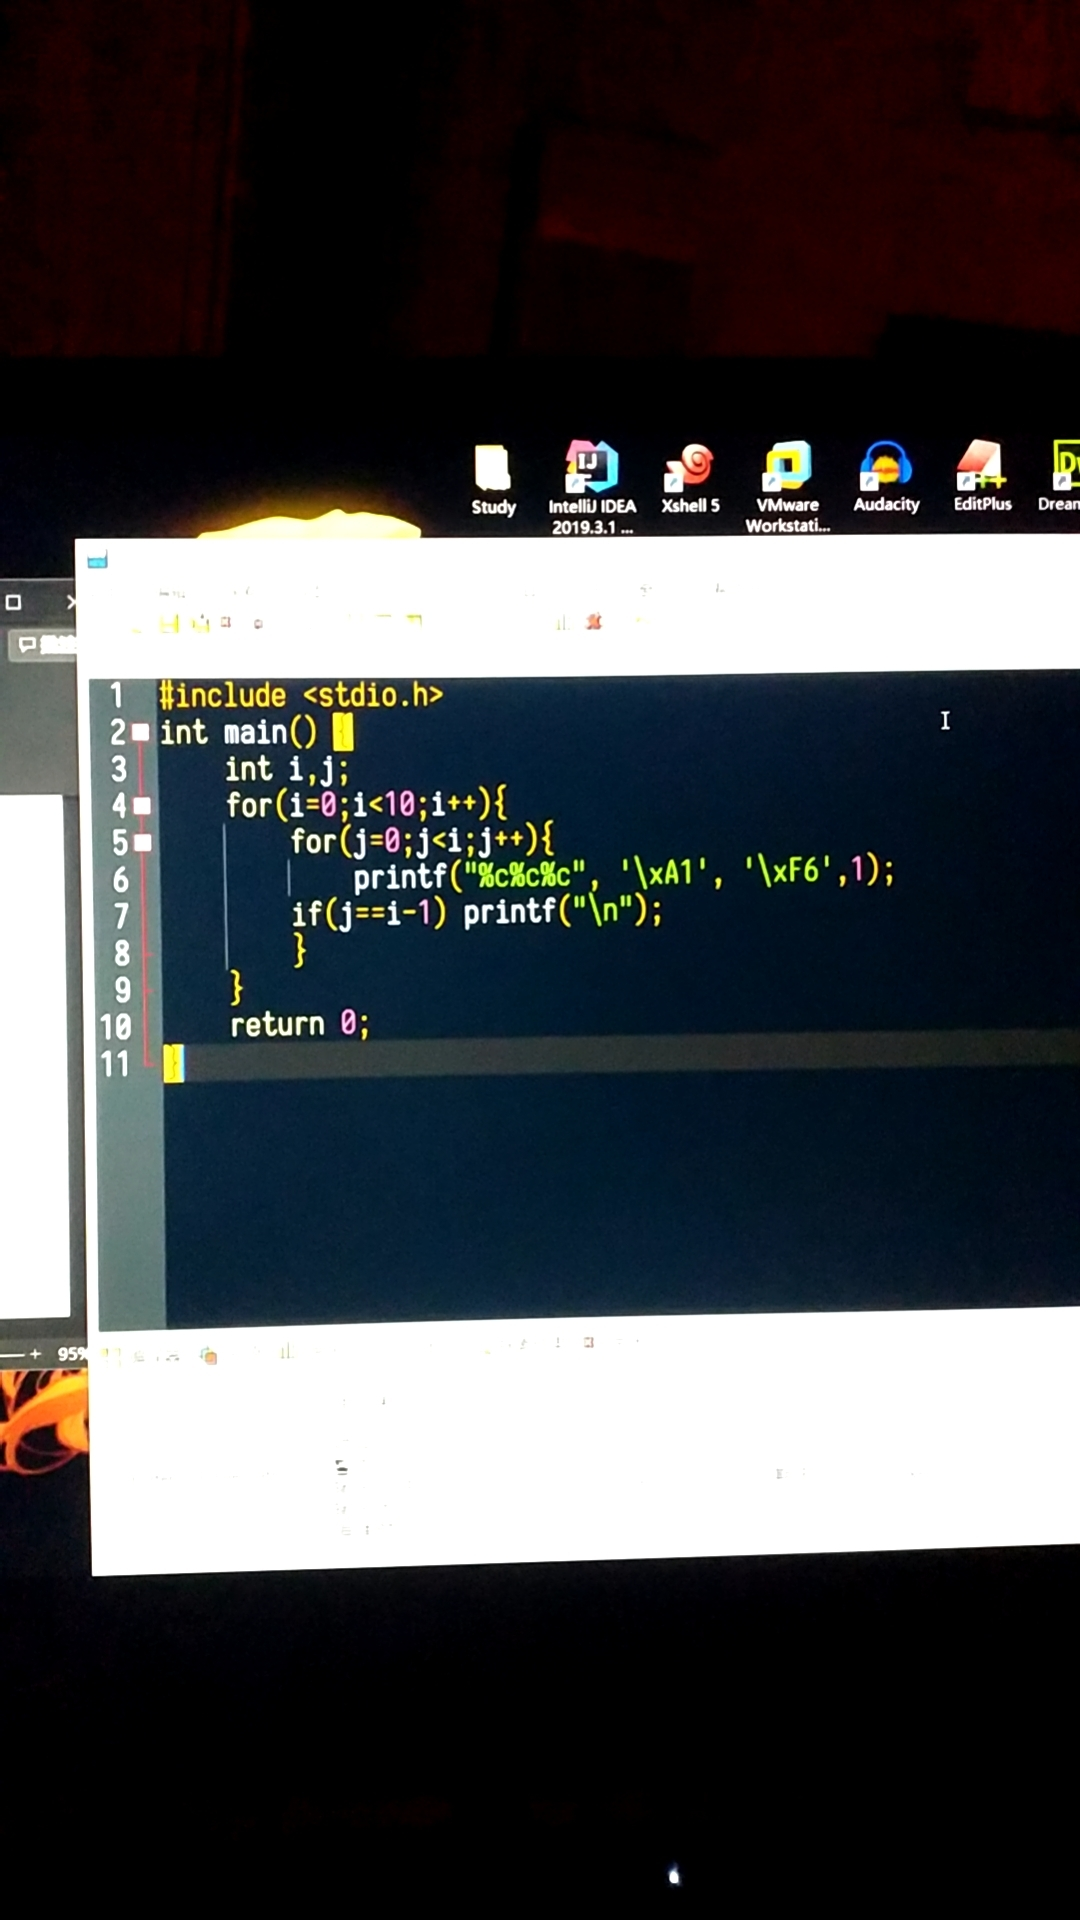 Study
IntelliJ IDEA
2019.3.1 ...
Xshell 5
VMware
Workstati...
Audacity
EditPlus
95%
1 #include <stdio.h>
2 int main() {
3 int i,j;
4 for(i=0;i<10;i++){
5 for(j=0;j<i;j++){
6 printf("%c%c%c", '\xA1', '\xF6',1);
7 if(j==i-1) printf("\n");
8 }
9 }
10 return 0;
11 }